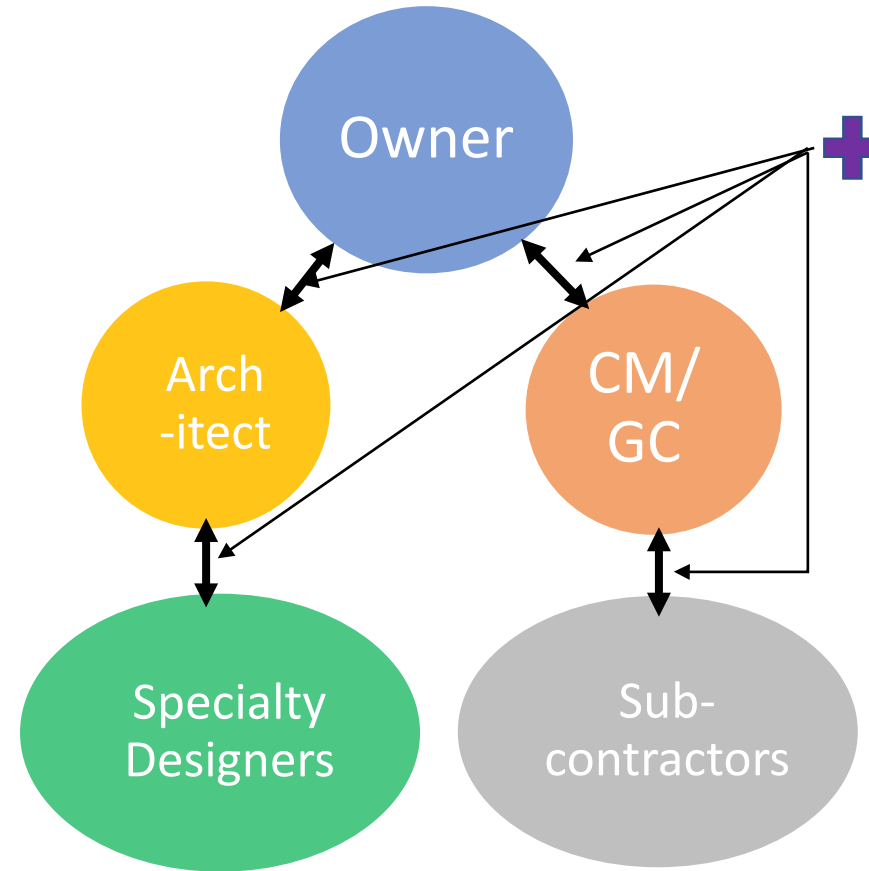 Owner
Arch
-itect
CM/
GC
Specialty
Designers
Sub-
contractors